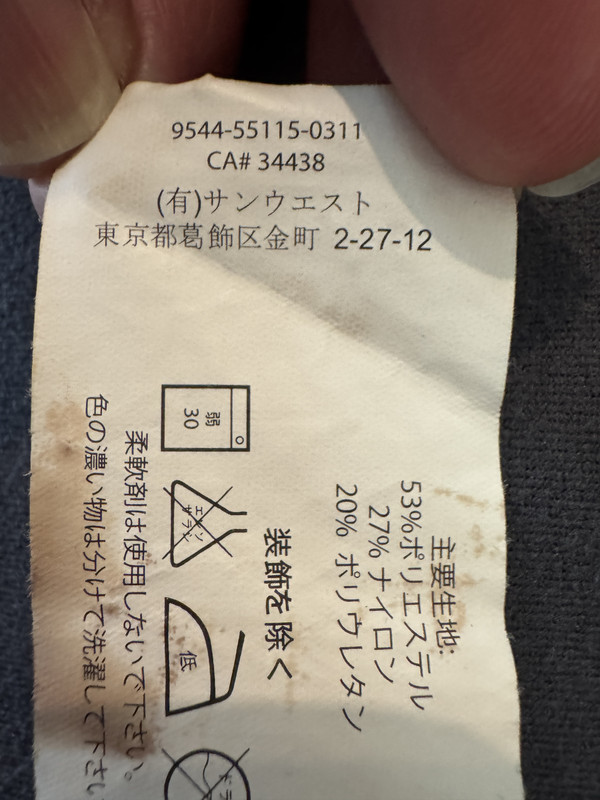 9544-55115-0311
CA# 34438
(有)サンウエスト
東京都葛飾区金町 2-27-12
主要生地:
53%ポリエステル
27% ナイロン
20% ポリウレタン
装飾を除く
弱
30
エンソ
サラシ
低
ドラ
柔軟剤は使用しないで下さい。
色の濃い物は分けて洗濯して下さい